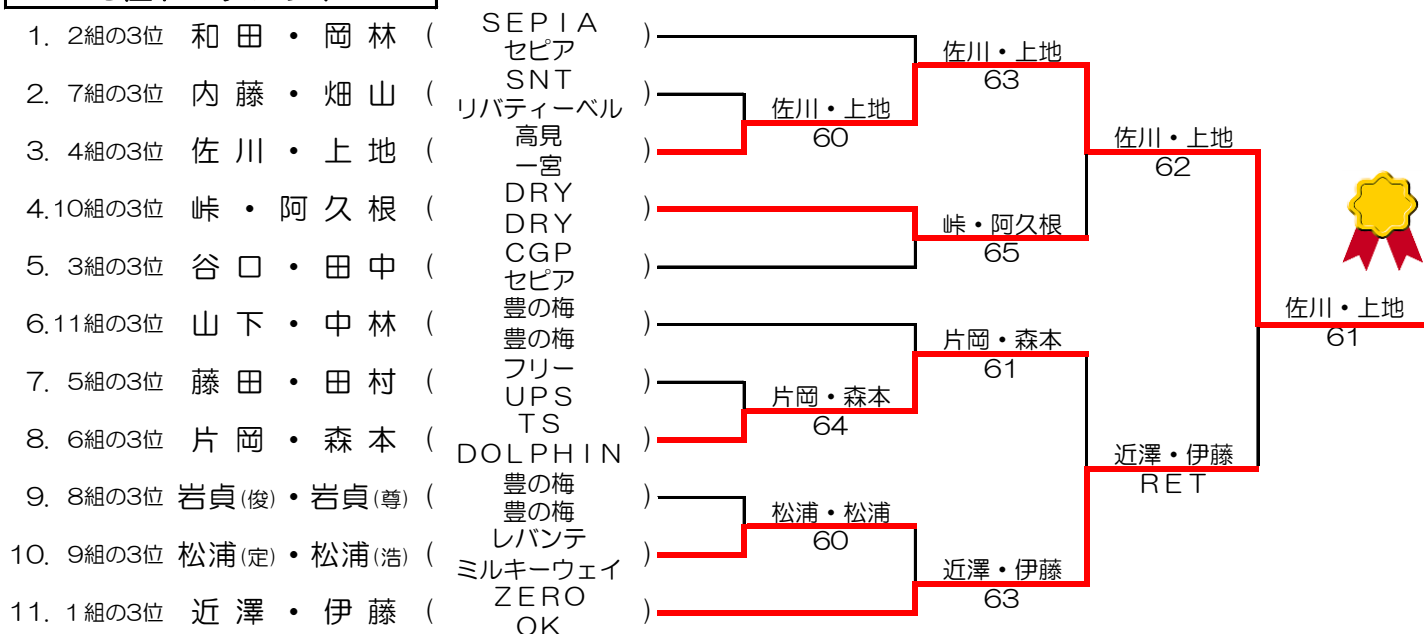 1. 2組の3位 和田・岡林 ( SEPIA セピア )
2. 7組の3位 内藤・畑山 ( SNT リバティーベル )
3. 4組の3位 佐川・上地 ( 高見 一宮 )
4. 10組の3位 峠・阿久根 ( DRY DRY )
5. 3組の3位 谷口・田中 ( CGP セピア )
6. 11組の3位 山下・中林 ( 豊の梅 豊の梅 )
7. 5組の3位 藤田・田村 ( フリー UPS )
8. 6組の3位 片岡・森本 ( TS DOLPHIN )
9. 8組の3位 岩貞(俊)・岩貞(尊) ( 豊の梅 豊の梅 )
10. 9組の3位 松浦(定)・松浦(浩) ( レバンテ ミルキーウェイ )
11. 1組の3位 近澤・伊藤 ( ZERO OK )
佐川・上地
60
片岡・森本
64
松浦・松浦
60
佐川・上地
63
峠・阿久根
65
片岡・森本
61
近澤・伊藤
63
佐川・上地
62
近澤・伊藤
RET
佐川・上地
61